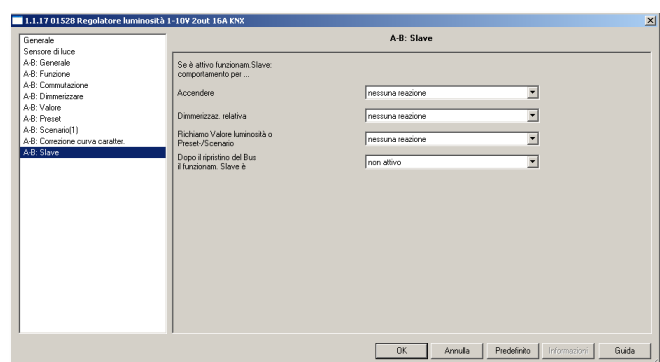 1.1.17 01528 Regolatore luminosità 1-10V 2out 16A KNX
Generale
Sensore di luce
A-B: Generale
A-B: Funzione
A-B: Commutazione
A-B: Dimmerizzare
A-B: Valore
A-B: Preset
A-B: Scenario(1)
A-B: Correzione curva caratter.
A-B: Slave
A-B: Slave
Se è attivo funzionam.Slave:
comportamento per ...
Accendere
nessuna reazione
Dimmerizzaz. relativa
nessuna reazione
Richiamo Valore luminosità o
Preset-/Scenario
nessuna reazione
Dopo il ripristino del Bus
il funzionam. Slave è
non attivo
OK
Annulla
Predefinito
Informazioni
Guida